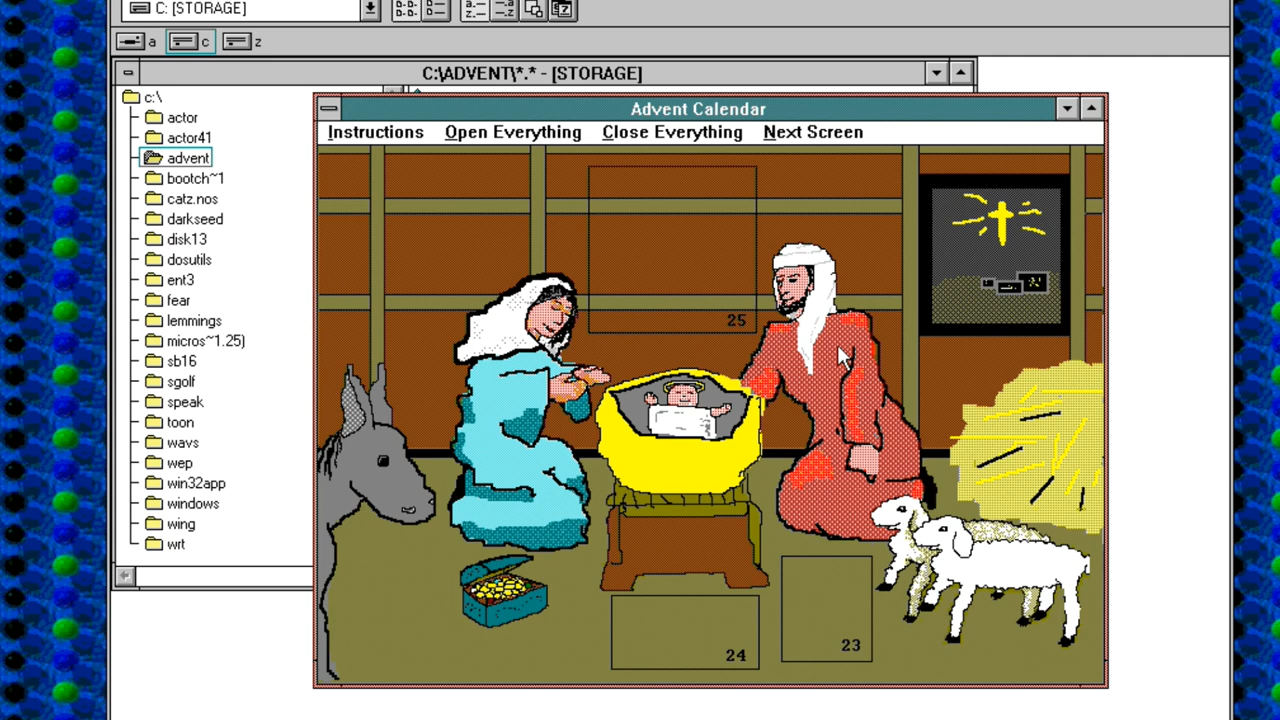 C: [STORAGE]
a c z
C:\ADVENT\*.* - [STORAGE]
c:\
actor
actor41
advent
bootch~1
catz.nos
darkseed
disk13
dosutils
ent3
fear
lemmings
micros~1.25)
sb16
sgolf
speak
toon
wavs
wep
win32app
windows
wing
wrt
Advent Calendar
Instructions Open Everything Close Everything Next Screen
25
23
24